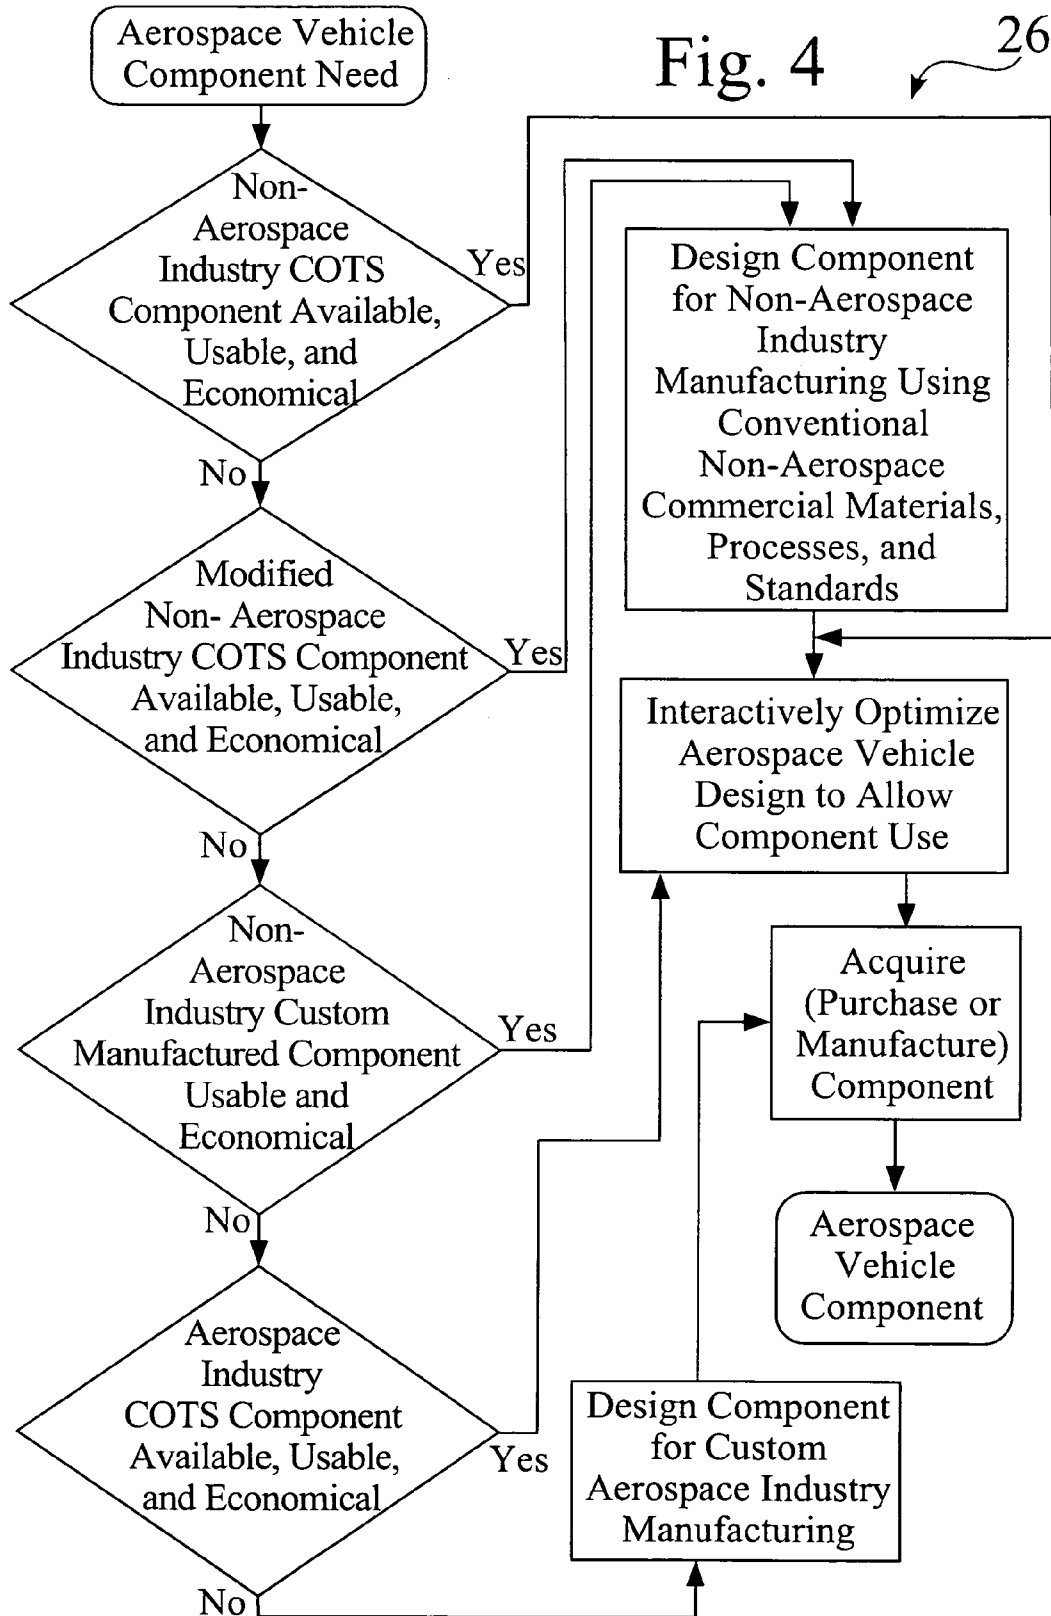 Aerospace Vehicle
Component Need
Fig. 4
26
Non-
Aerospace
Industry COTS
Component Available,
Usable, and
Economical
Yes
No
Design Component
for Non-Aerospace
Industry
Manufacturing Using
Conventional
Non-Aerospace
Commercial Materials,
Processes, and
Standards
Modified
Non- Aerospace
Industry COTS Component
Available, Usable,
and Economical
Yes
No
Interactively Optimize
Aerospace Vehicle
Design to Allow
Component Use
Non-
Aerospace
Industry Custom
Manufactured Component
Usable and
Economical
Yes
No
Acquire
(Purchase or
Manufacture)
Component
Aerospace
Vehicle
Component
Aerospace
Industry
COTS Component
Available, Usable,
and Economical
Yes
No
Design Component
for Custom
Aerospace Industry
Manufacturing